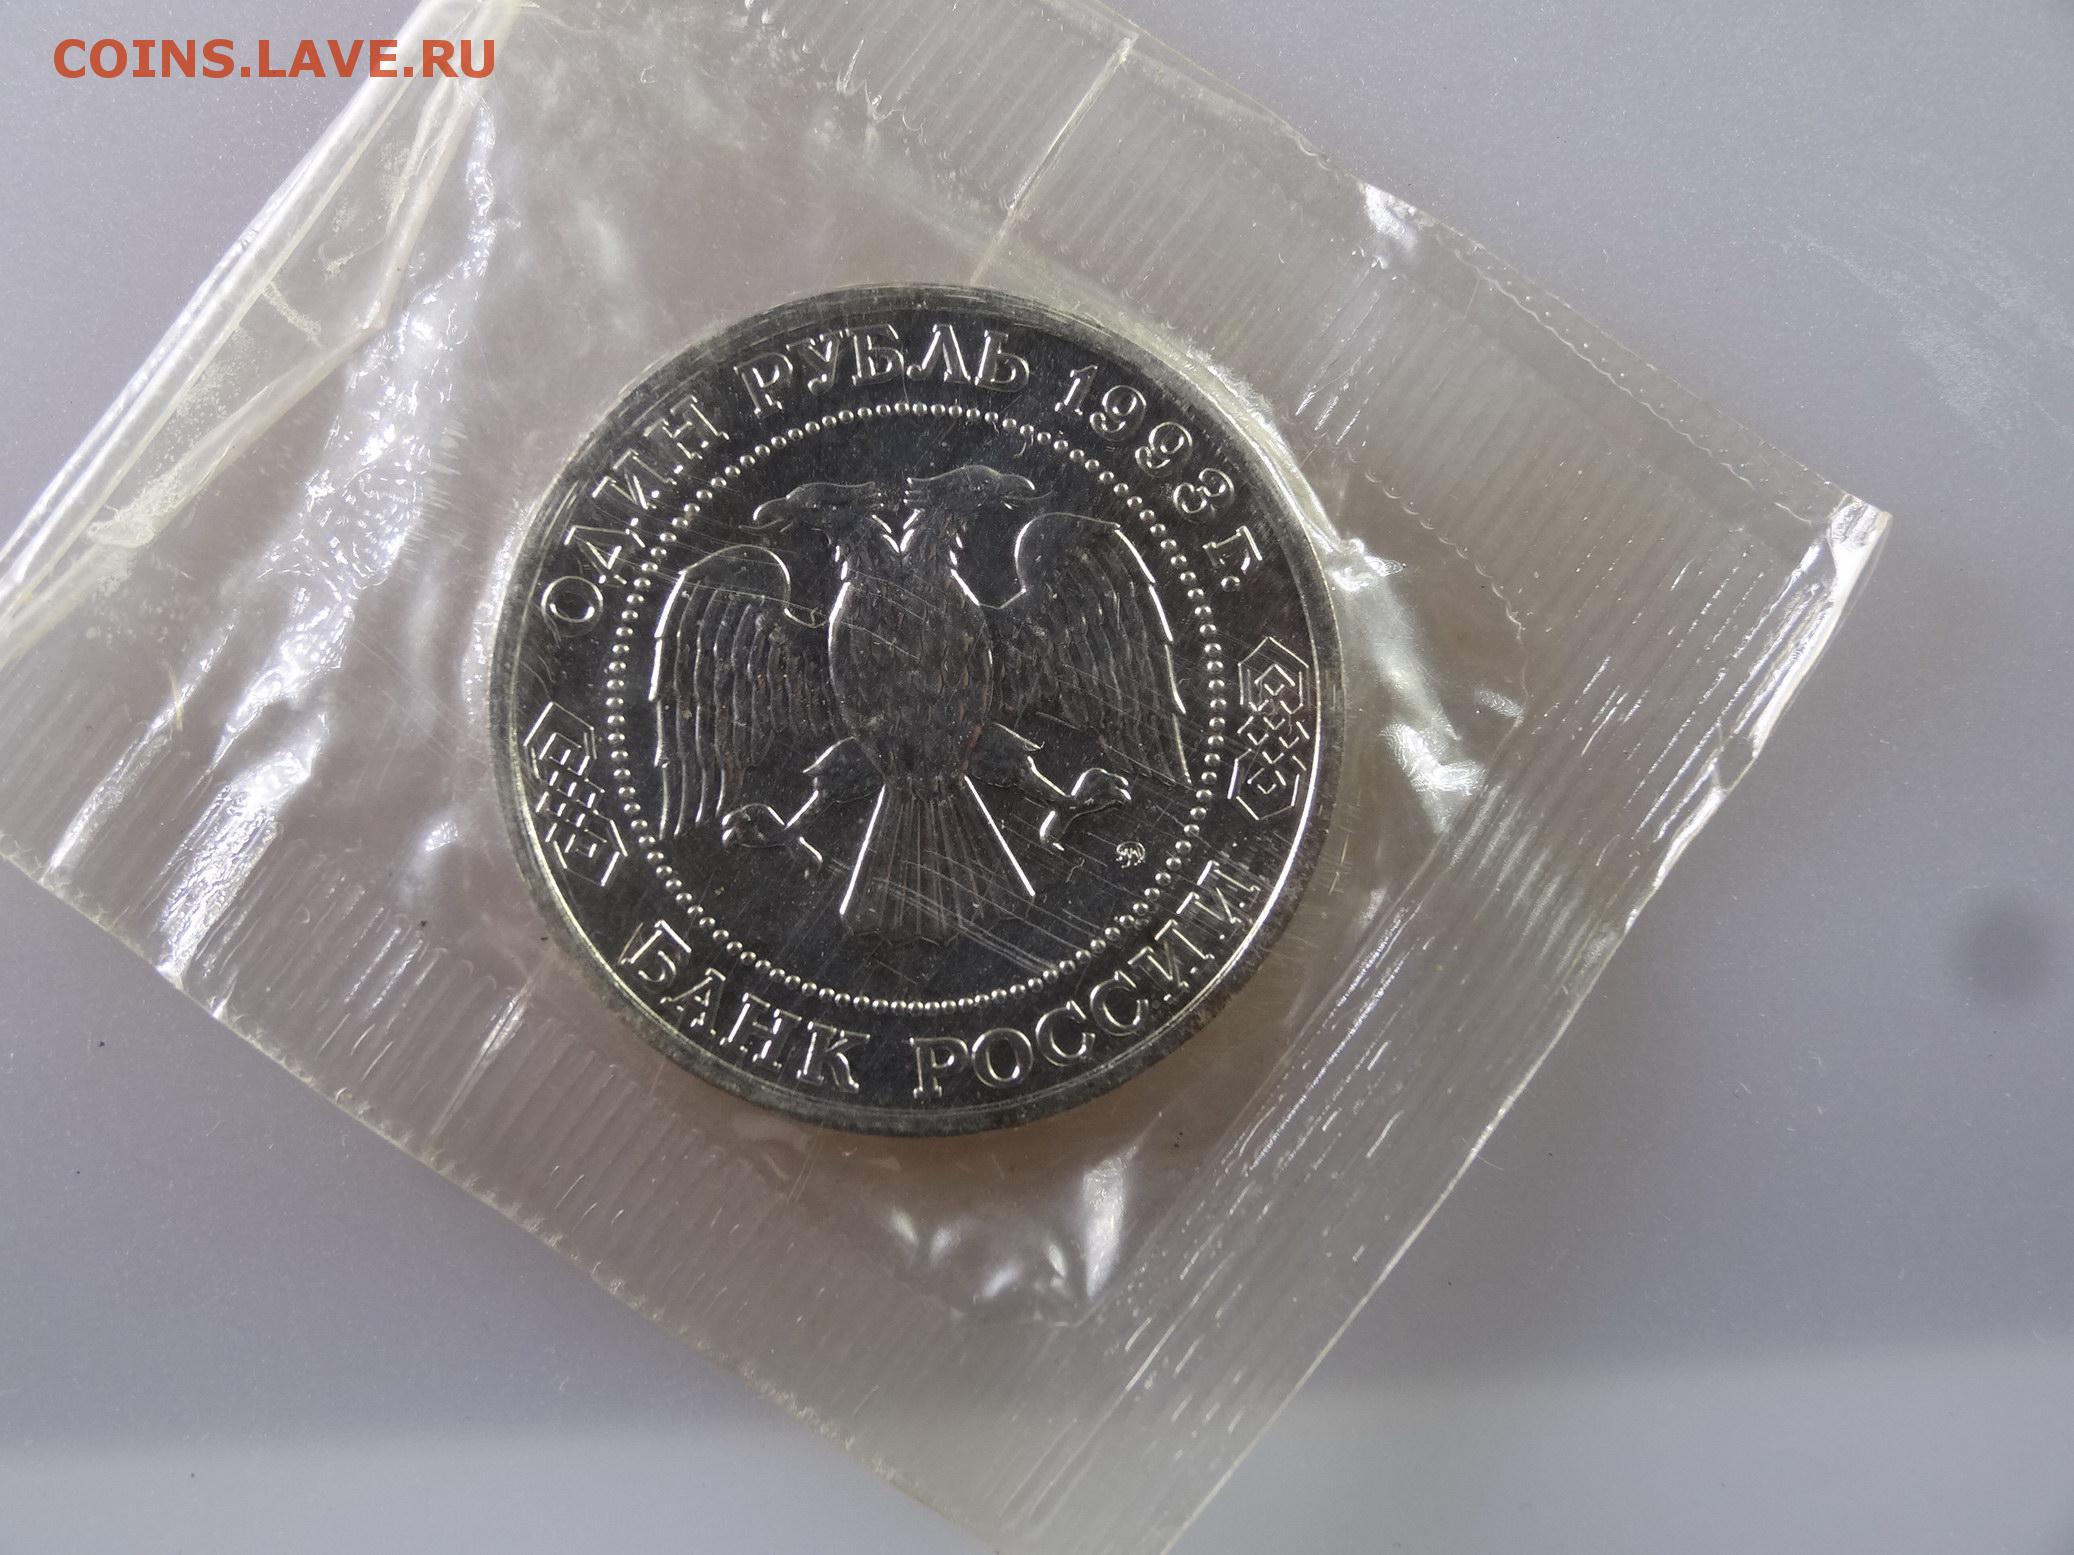 COINS.LAVE.RU
ОДИН РУБЛЬ 1993 г.
БАНК РОССИИ